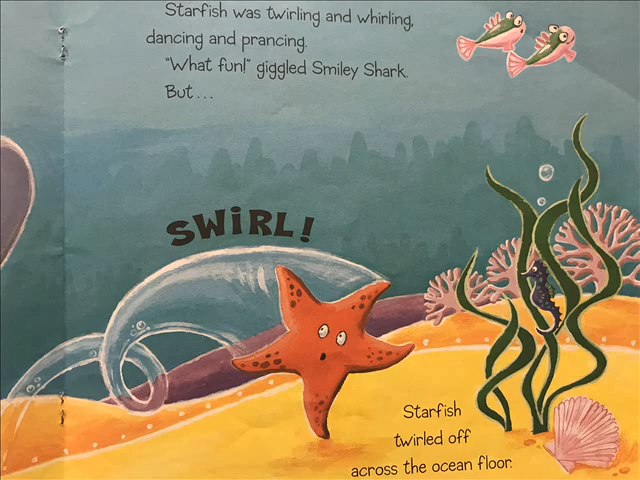 Starfish was twirling and whirling,
dancing and prancing.
"What fun!" giggled Smiley Shark.
But...
SWiRL!
Starfish
twirled off
across the ocean floor.